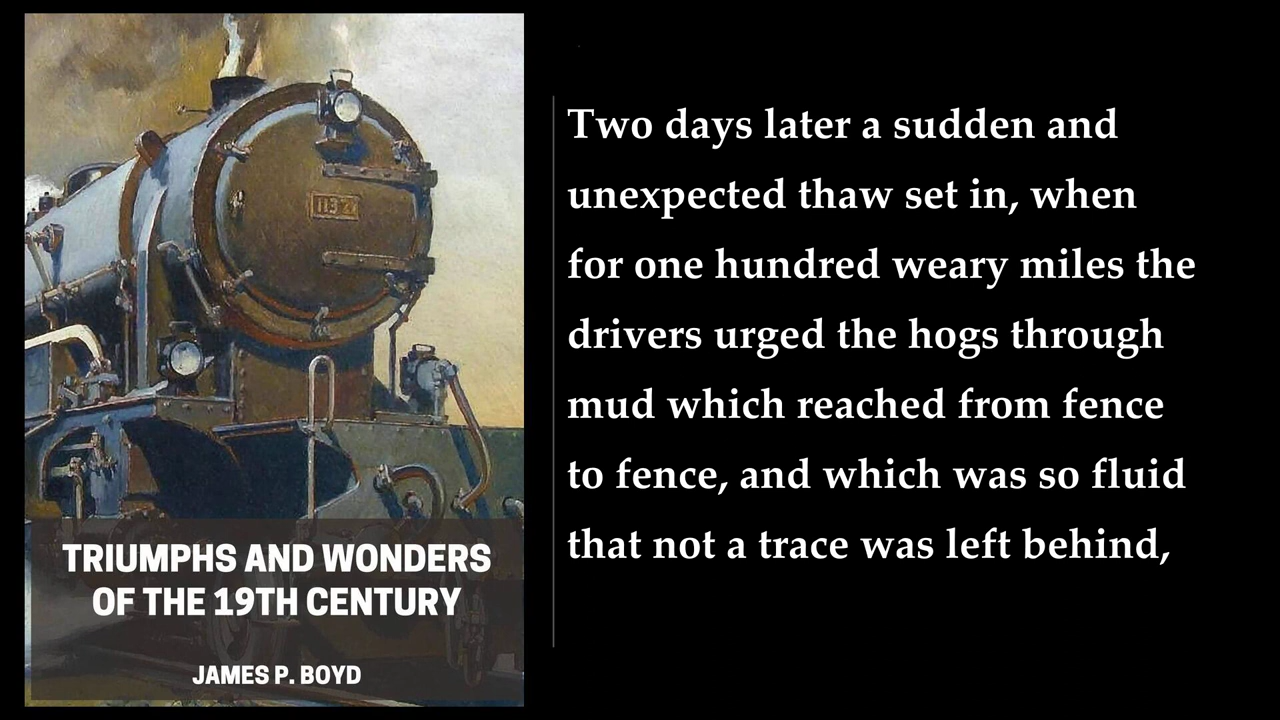 TRIUMPHS AND WONDERS
OF THE 19TH CENTURY
JAMES P. BOYD
Two days later a sudden and
unexpected thaw set in, when
for one hundred weary miles the
drivers urged the hogs through
mud which reached from fence
to fence, and which was so fluid
that not a trace was left behind,